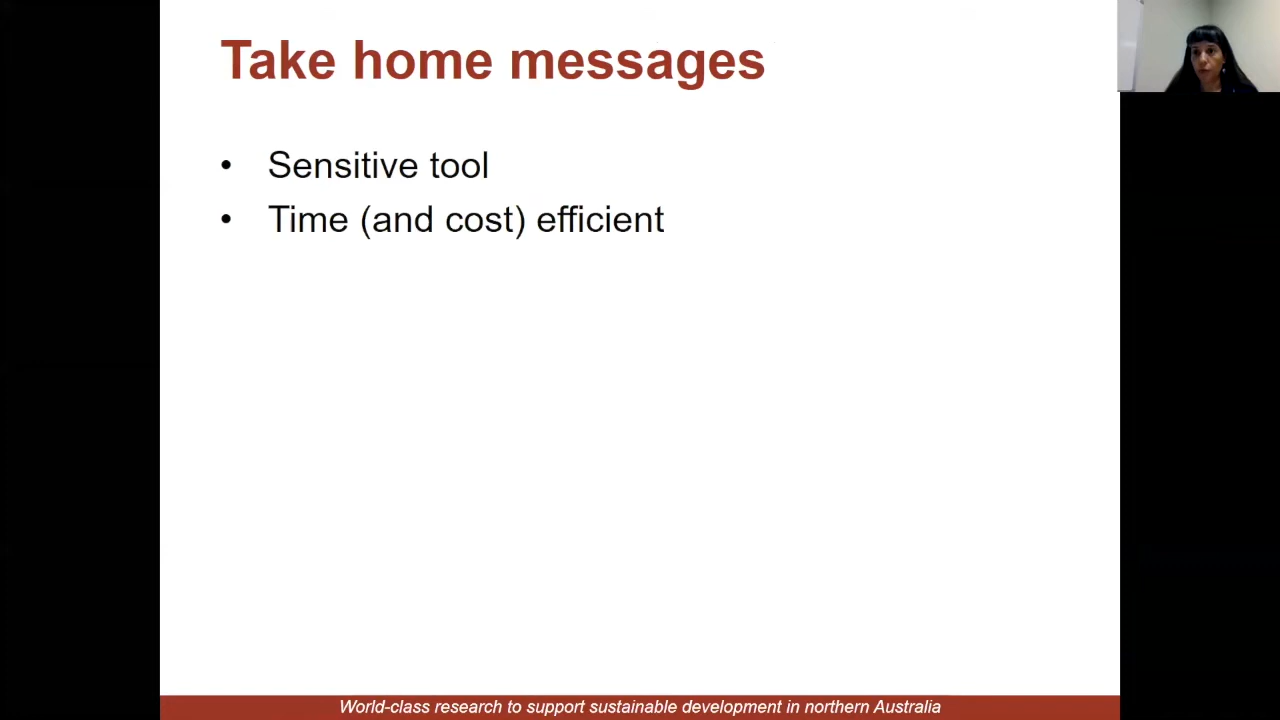 Take home messages
• Sensitive tool
• Time (and cost) efficient
World-class research to support sustainable development in northern Australia